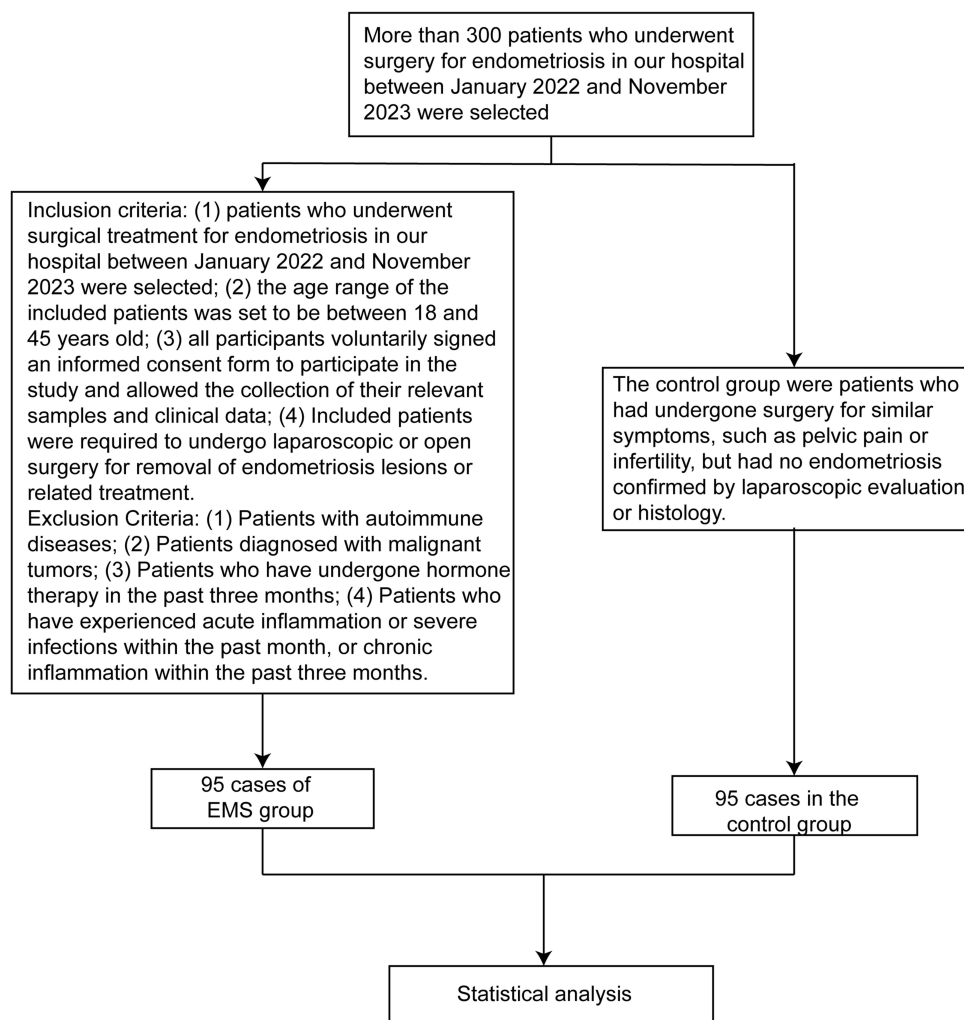 More than 300 patients who underwent
surgery for endometriosis in our hospital
between January 2022 and November
2023 were selected
Inclusion criteria: (1) patients who underwent
surgical treatment for endometriosis in our
hospital between January 2022 and November
2023 were selected; (2) the age range of the
included patients was set to be between 18 and
45 years old; (3) all participants voluntarily signed
an informed consent form to participate in the
study and allowed the collection of their relevant
samples and clinical data; (4) Included patients
were required to undergo laparoscopic or open
surgery for removal of endometriosis lesions or
related treatment.
Exclusion Criteria: (1) Patients with autoimmune
diseases; (2) Patients diagnosed with malignant
tumors; (3) Patients who have undergone hormone
therapy in the past three months; (4) Patients who
have experienced acute inflammation or severe
infections within the past month, or chronic
inflammation within the past three months.
The control group were patients who
had undergone surgery for similar
symptoms, such as pelvic pain or
infertility, but had no endometriosis
confirmed by laparoscopic evaluation
or histology.
95 cases of
EMS group
95 cases in the
control group
Statistical analysis